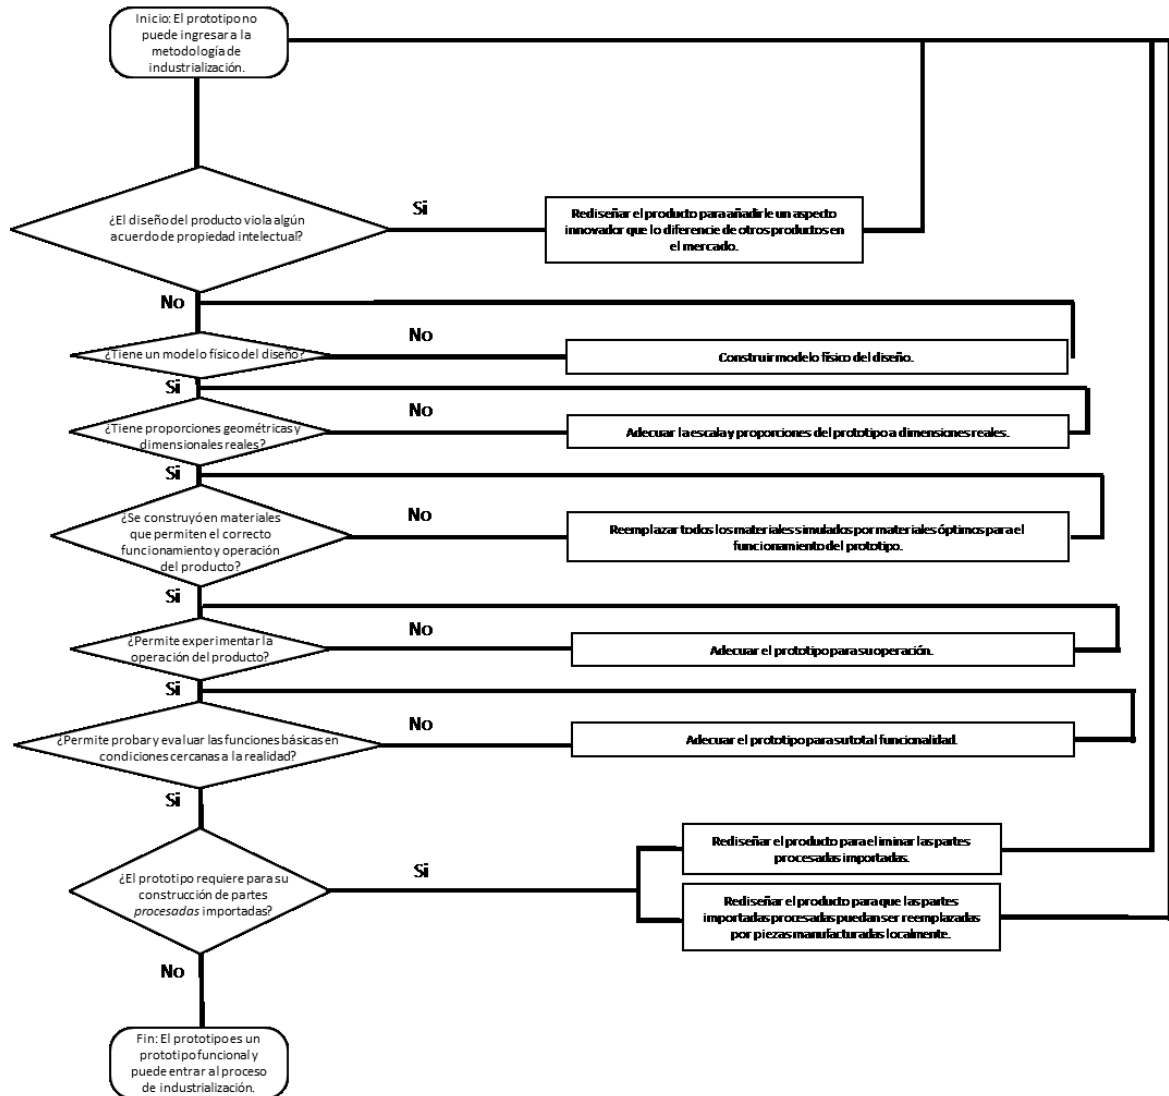 Inicio: El prototipo no
puede ingresar a la
metodología de
industrialización.
¿El diseño del producto viola algún
acuerdo de propiedad intelectual?
Si
Rediseñar el producto para añadirle un aspecto
innovador que lo diferencie de otros productos en
el mercado.
No
¿Tiene un modelo físico del diseño?
No
Construir modelo físico del diseño.
Si
¿Tiene proporciones geométricas y
dimensionales reales?
No
Adecuar la escala y proporciones del prototipo a dimensiones reales.
Si
¿Se construyó en materiales
que permiten el correcto
funcionamiento y operación
del producto?
No
Reemplazar todos los materiales simulados por materiales óptimos para el
funcionamiento del prototipo.
Si
¿Permite experimentar la
operación del producto?
No
Adecuar el prototipo para su operación.
Si
¿Permite probar y evaluar las funciones básicas en
condiciones cercanas a la realidad?
No
Adecuar el prototipo para su total funcionalidad.
Si
¿El prototipo requiere para su
construcción de partes
procesadas importadas?
Si
Rediseñar el producto para eliminar las partes
procesadas importadas.
Rediseñar el producto para que las partes
importadas procesadas puedan ser reemplazadas
por piezas manufacturadas localmente.
No
Fin: El prototipo es un
prototipo funcional y
puede entrar al proceso
de industrialización.